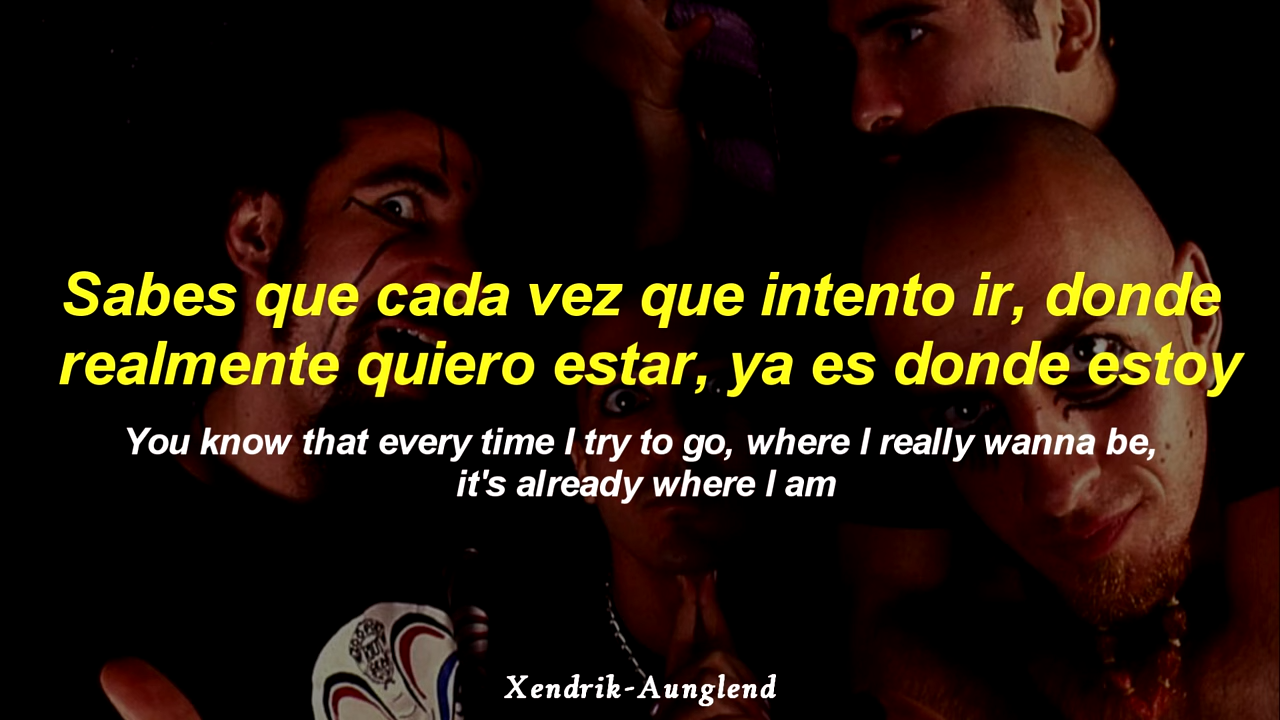 Sabes que cada vez que intento ir, donde
realmente quiero estar, ya es donde estoy
You know that every time I try to go, where I really wanna be,
it's already where I am
Xendrik-Aunglend